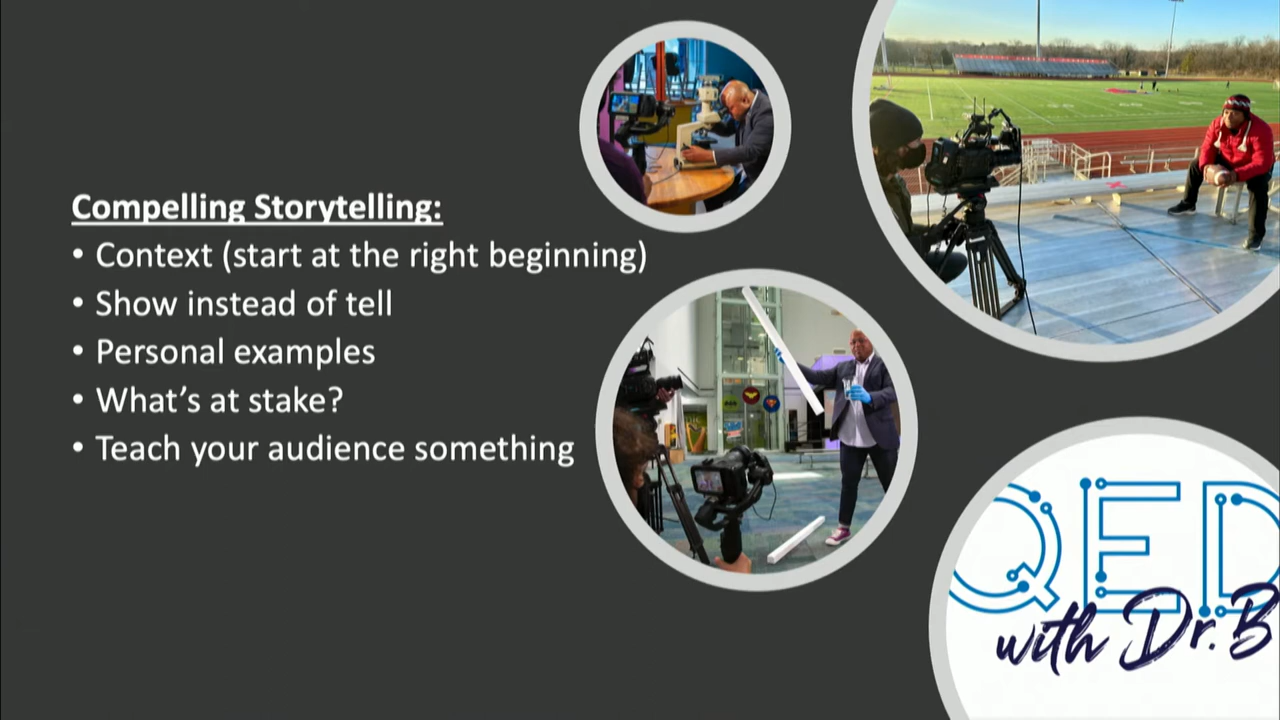 Compelling Storytelling:
• Context (start at the right beginning)
• Show instead of tell
• Personal examples
• What's at stake?
• Teach your audience something
QED
with Dr. B